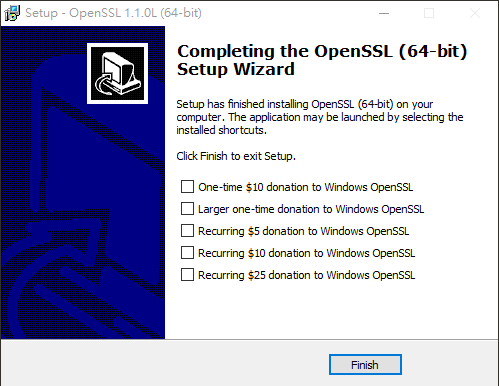 Setup - OpenSSL 1.1.0L (64-bit)
Completing the OpenSSL (64-bit)
Setup Wizard
Setup has finished installing OpenSSL (64-bit) on your
computer. The application may be launched by selecting the
installed shortcuts.
Click Finish to exit Setup.
One-time $10 donation to Windows OpenSSL
Larger one-time donation to Windows OpenSSL
Recurring $5 donation to Windows OpenSSL
Recurring $10 donation to Windows OpenSSL
Recurring $25 donation to Windows OpenSSL
Finish